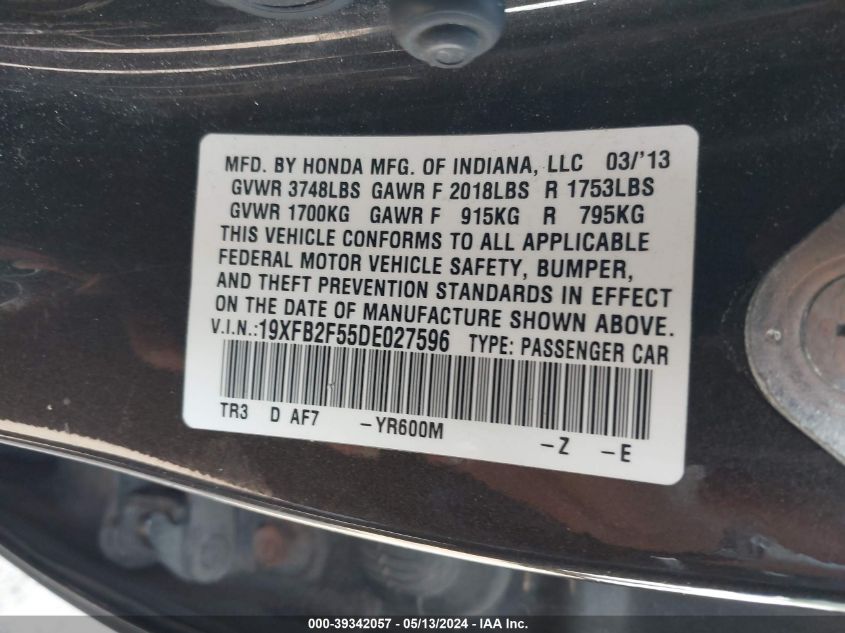 MFD. BY HONDA MFG. OF INDIANA, LLC 03/'13
GVWR 3748LBS GAWR F 2018LBS R 1753LBS
GVWR 1700KG GAWR F 915KG R 795KG
THIS VEHICLE CONFORMS TO ALL APPLICABLE
FEDERAL MOTOR VEHICLE SAFETY, BUMPER,
AND THEFT PREVENTION STANDARDS IN EFFECT
ON THE DATE OF MANUFACTURE SHOWN ABOVE.
V.I.N.:19XFB2F55DE027596 TYPE: PASSENGER CAR
TR3 D AF7 -YR600M -Z -E
000-39342057 - 05/13/2024 - IAA Inc.